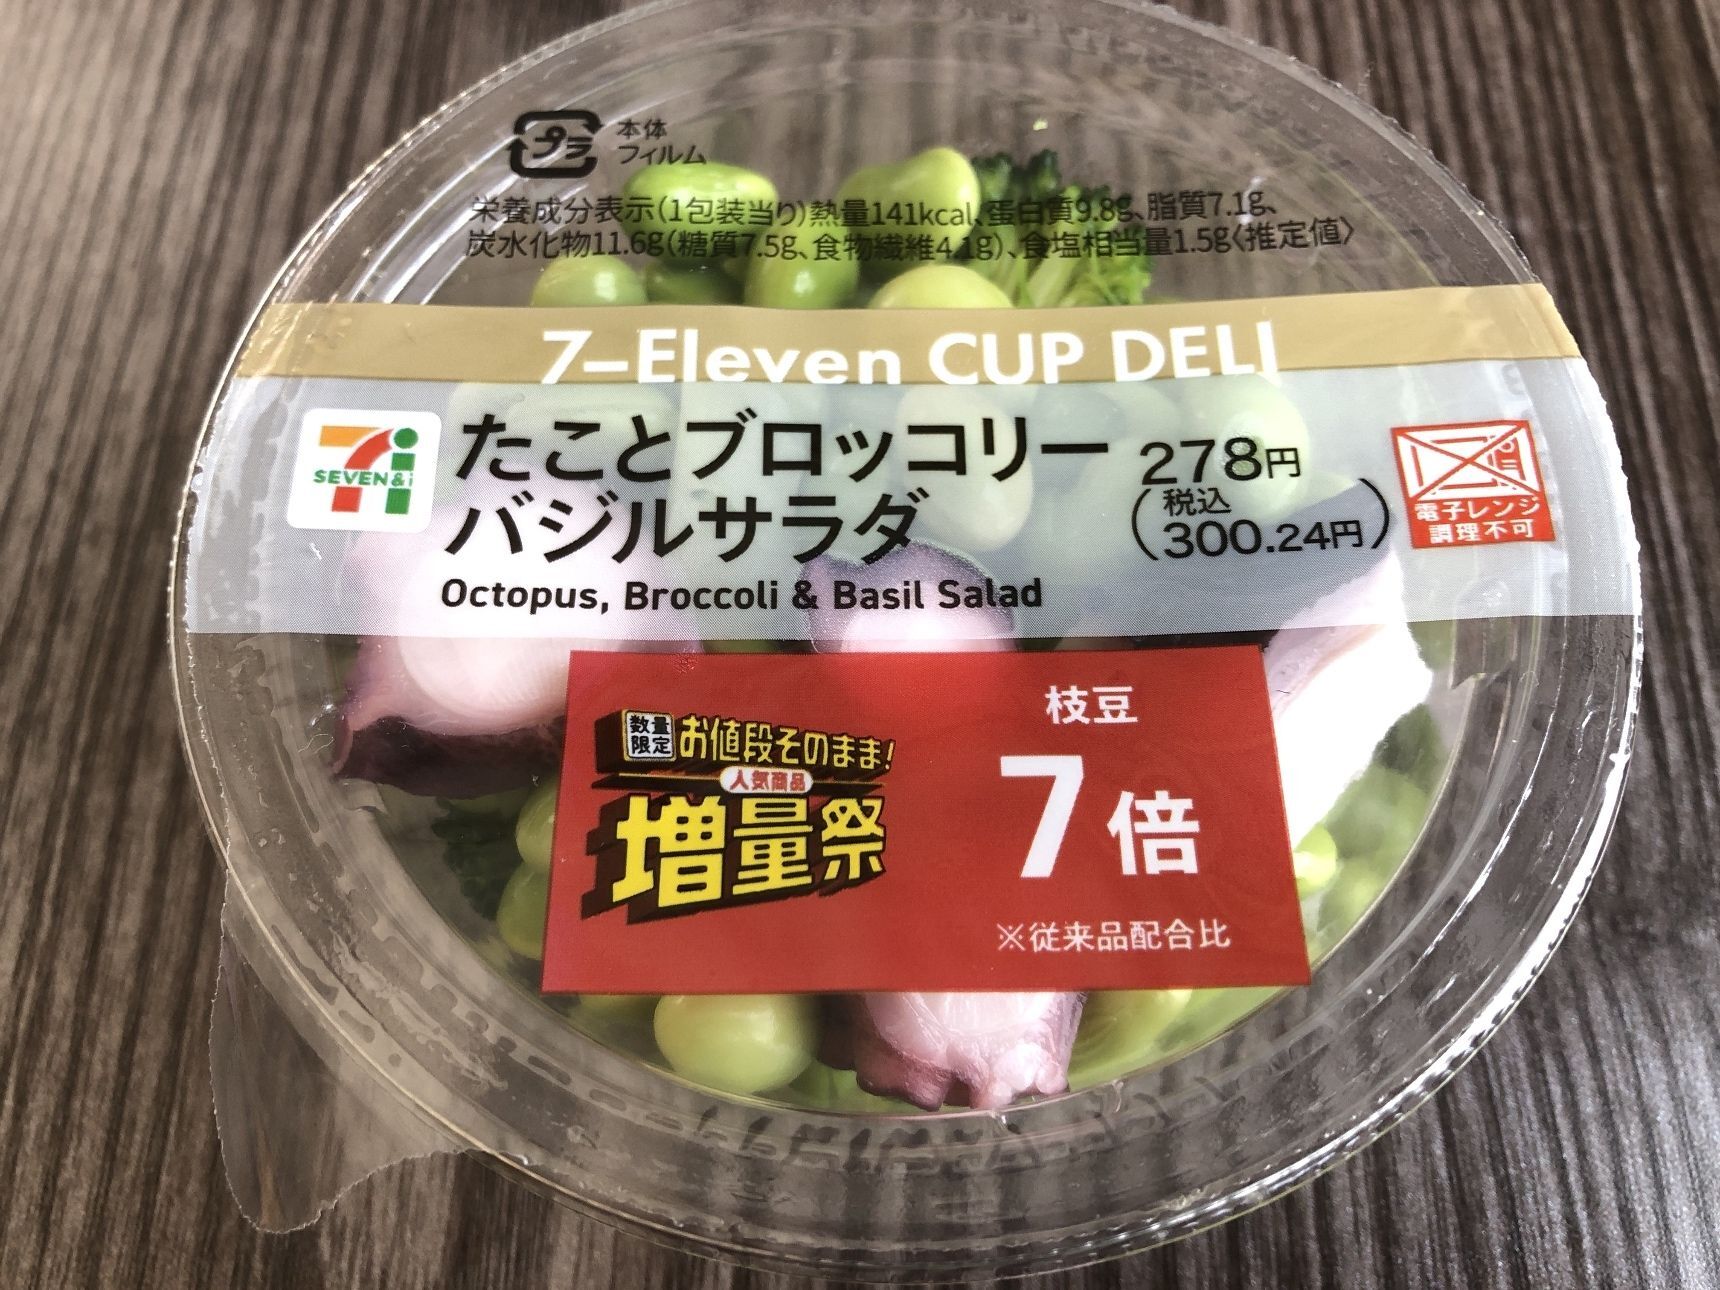 プラ
本体
フィルム
栄養成分表示(1包装当り)熱量141kcal、蛋白質9.8g、脂質7.1g、
炭水化物11.6g(糖質7.5g、食物繊維4.1g)、食塩相当量1.5g〈推定値〉
7-Eleven CUP DELI
SEVEN&i
たことブロッコリー
バジルサラダ
Octopus, Broccoli & Basil Salad
278円
(税込
300.24円)
電子レンジ
調理不可
数量
限定
お値段そのまま!
人気商品
増量祭
枝豆
7倍
※従来品配合比